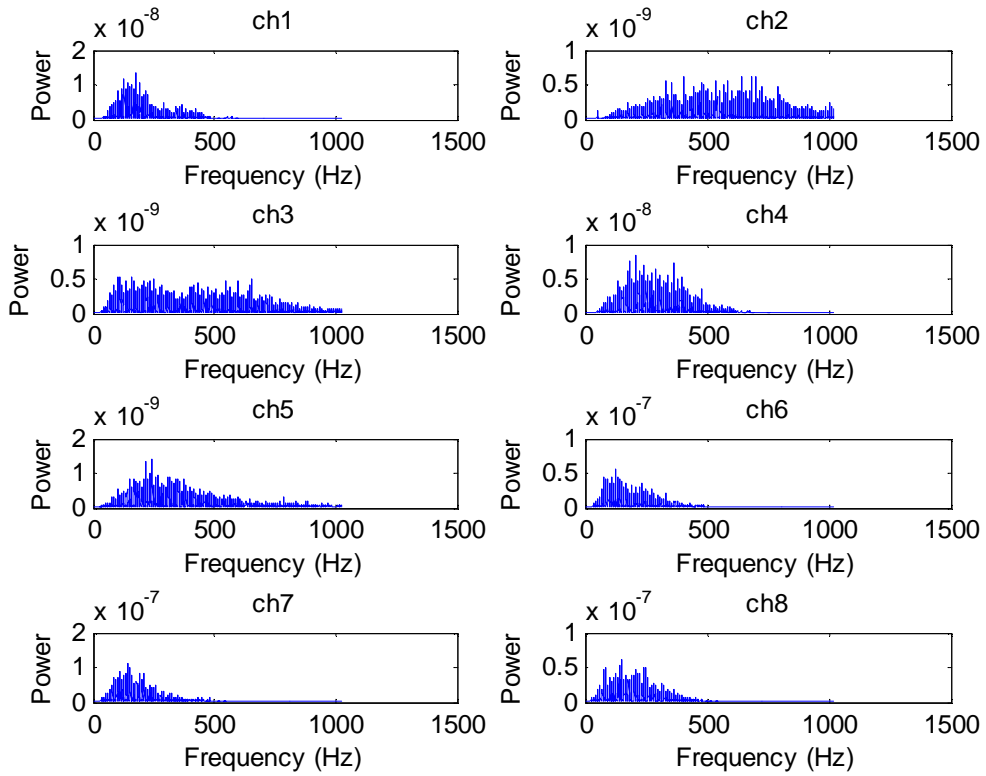 x 10^-8 ch1
2
1
0
Power
0 500 1000 1500
Frequency (Hz)
x 10^-9 ch2
1
0.5
0
Power
0 500 1000 1500
Frequency (Hz)
x 10^-9 ch3
1
0.5
0
Power
0 500 1000 1500
Frequency (Hz)
x 10^-8 ch4
1
0.5
0
Power
0 500 1000 1500
Frequency (Hz)
x 10^-9 ch5
2
1
0
Power
0 500 1000 1500
Frequency (Hz)
x 10^-7 ch6
1
0.5
0
Power
0 500 1000 1500
Frequency (Hz)
x 10^-7 ch7
2
1
0
Power
0 500 1000 1500
Frequency (Hz)
x 10^-7 ch8
1
0.5
0
Power
0 500 1000 1500
Frequency (Hz)